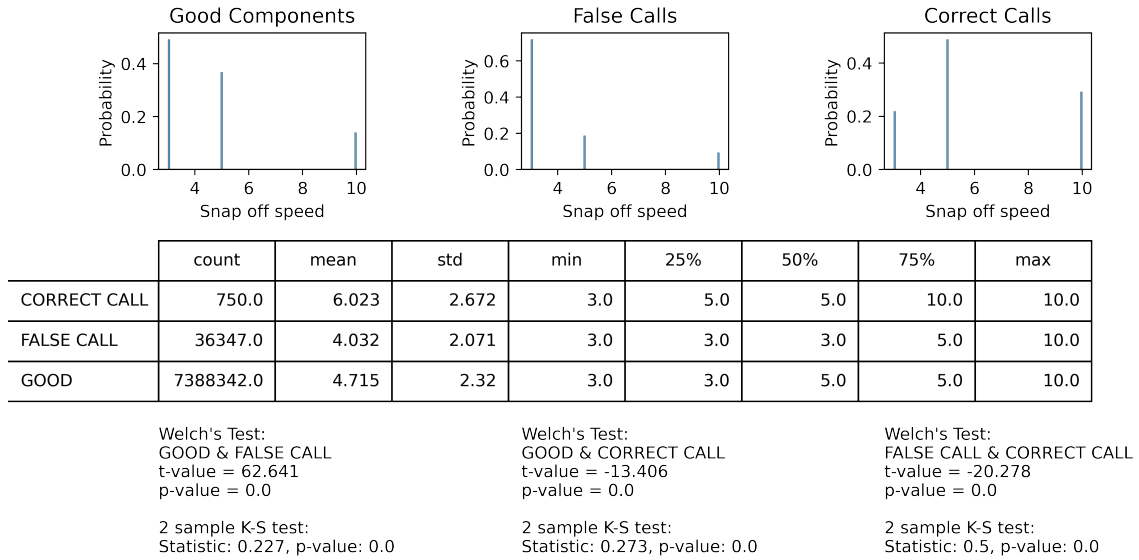 Good Components
False Calls
Correct Calls
Probability
0.4
0.2
0.0
4 6 8 10
Snap off speed
Probability
0.6
0.4
0.2
0.0
4 6 8 10
Snap off speed
Probability
0.4
0.2
0.0
4 6 8 10
Snap off speed
count mean std min 25% 50% 75% max
CORRECT CALL 750.0 6.023 2.672 3.0 5.0 5.0 10.0 10.0
FALSE CALL 36347.0 4.032 2.071 3.0 3.0 3.0 5.0 10.0
GOOD 7388342.0 4.715 2.32 3.0 3.0 5.0 5.0 10.0
Welch's Test:
GOOD & FALSE CALL
t-value = 62.641
p-value = 0.0
2 sample K-S test:
Statistic: 0.227, p-value: 0.0
Welch's Test:
GOOD & CORRECT CALL
t-value = -13.406
p-value = 0.0
2 sample K-S test:
Statistic: 0.273, p-value: 0.0
Welch's Test:
FALSE CALL & CORRECT CALL
t-value = -20.278
p-value = 0.0
2 sample K-S test:
Statistic: 0.5, p-value: 0.0